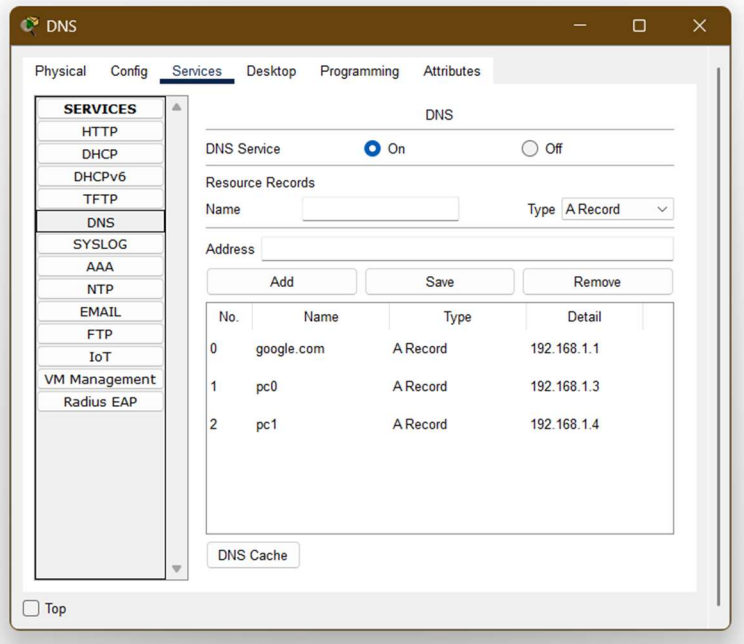 DNS
Physical Config Services Desktop Programming Attributes
SERVICES
HTTP
DHCP
DHCPv6
TFTP
DNS
SYSLOG
AAA
NTP
EMAIL
FTP
IoT
VM Management
Radius EAP
DNS
DNS Service On Off
Resource Records
Name Type A Record
Address
Add Save Remove
No. Name Type Detail
0 google.com A Record 192.168.1.1
1 pc0 A Record 192.168.1.3
2 pc1 A Record 192.168.1.4
DNS Cache
Top